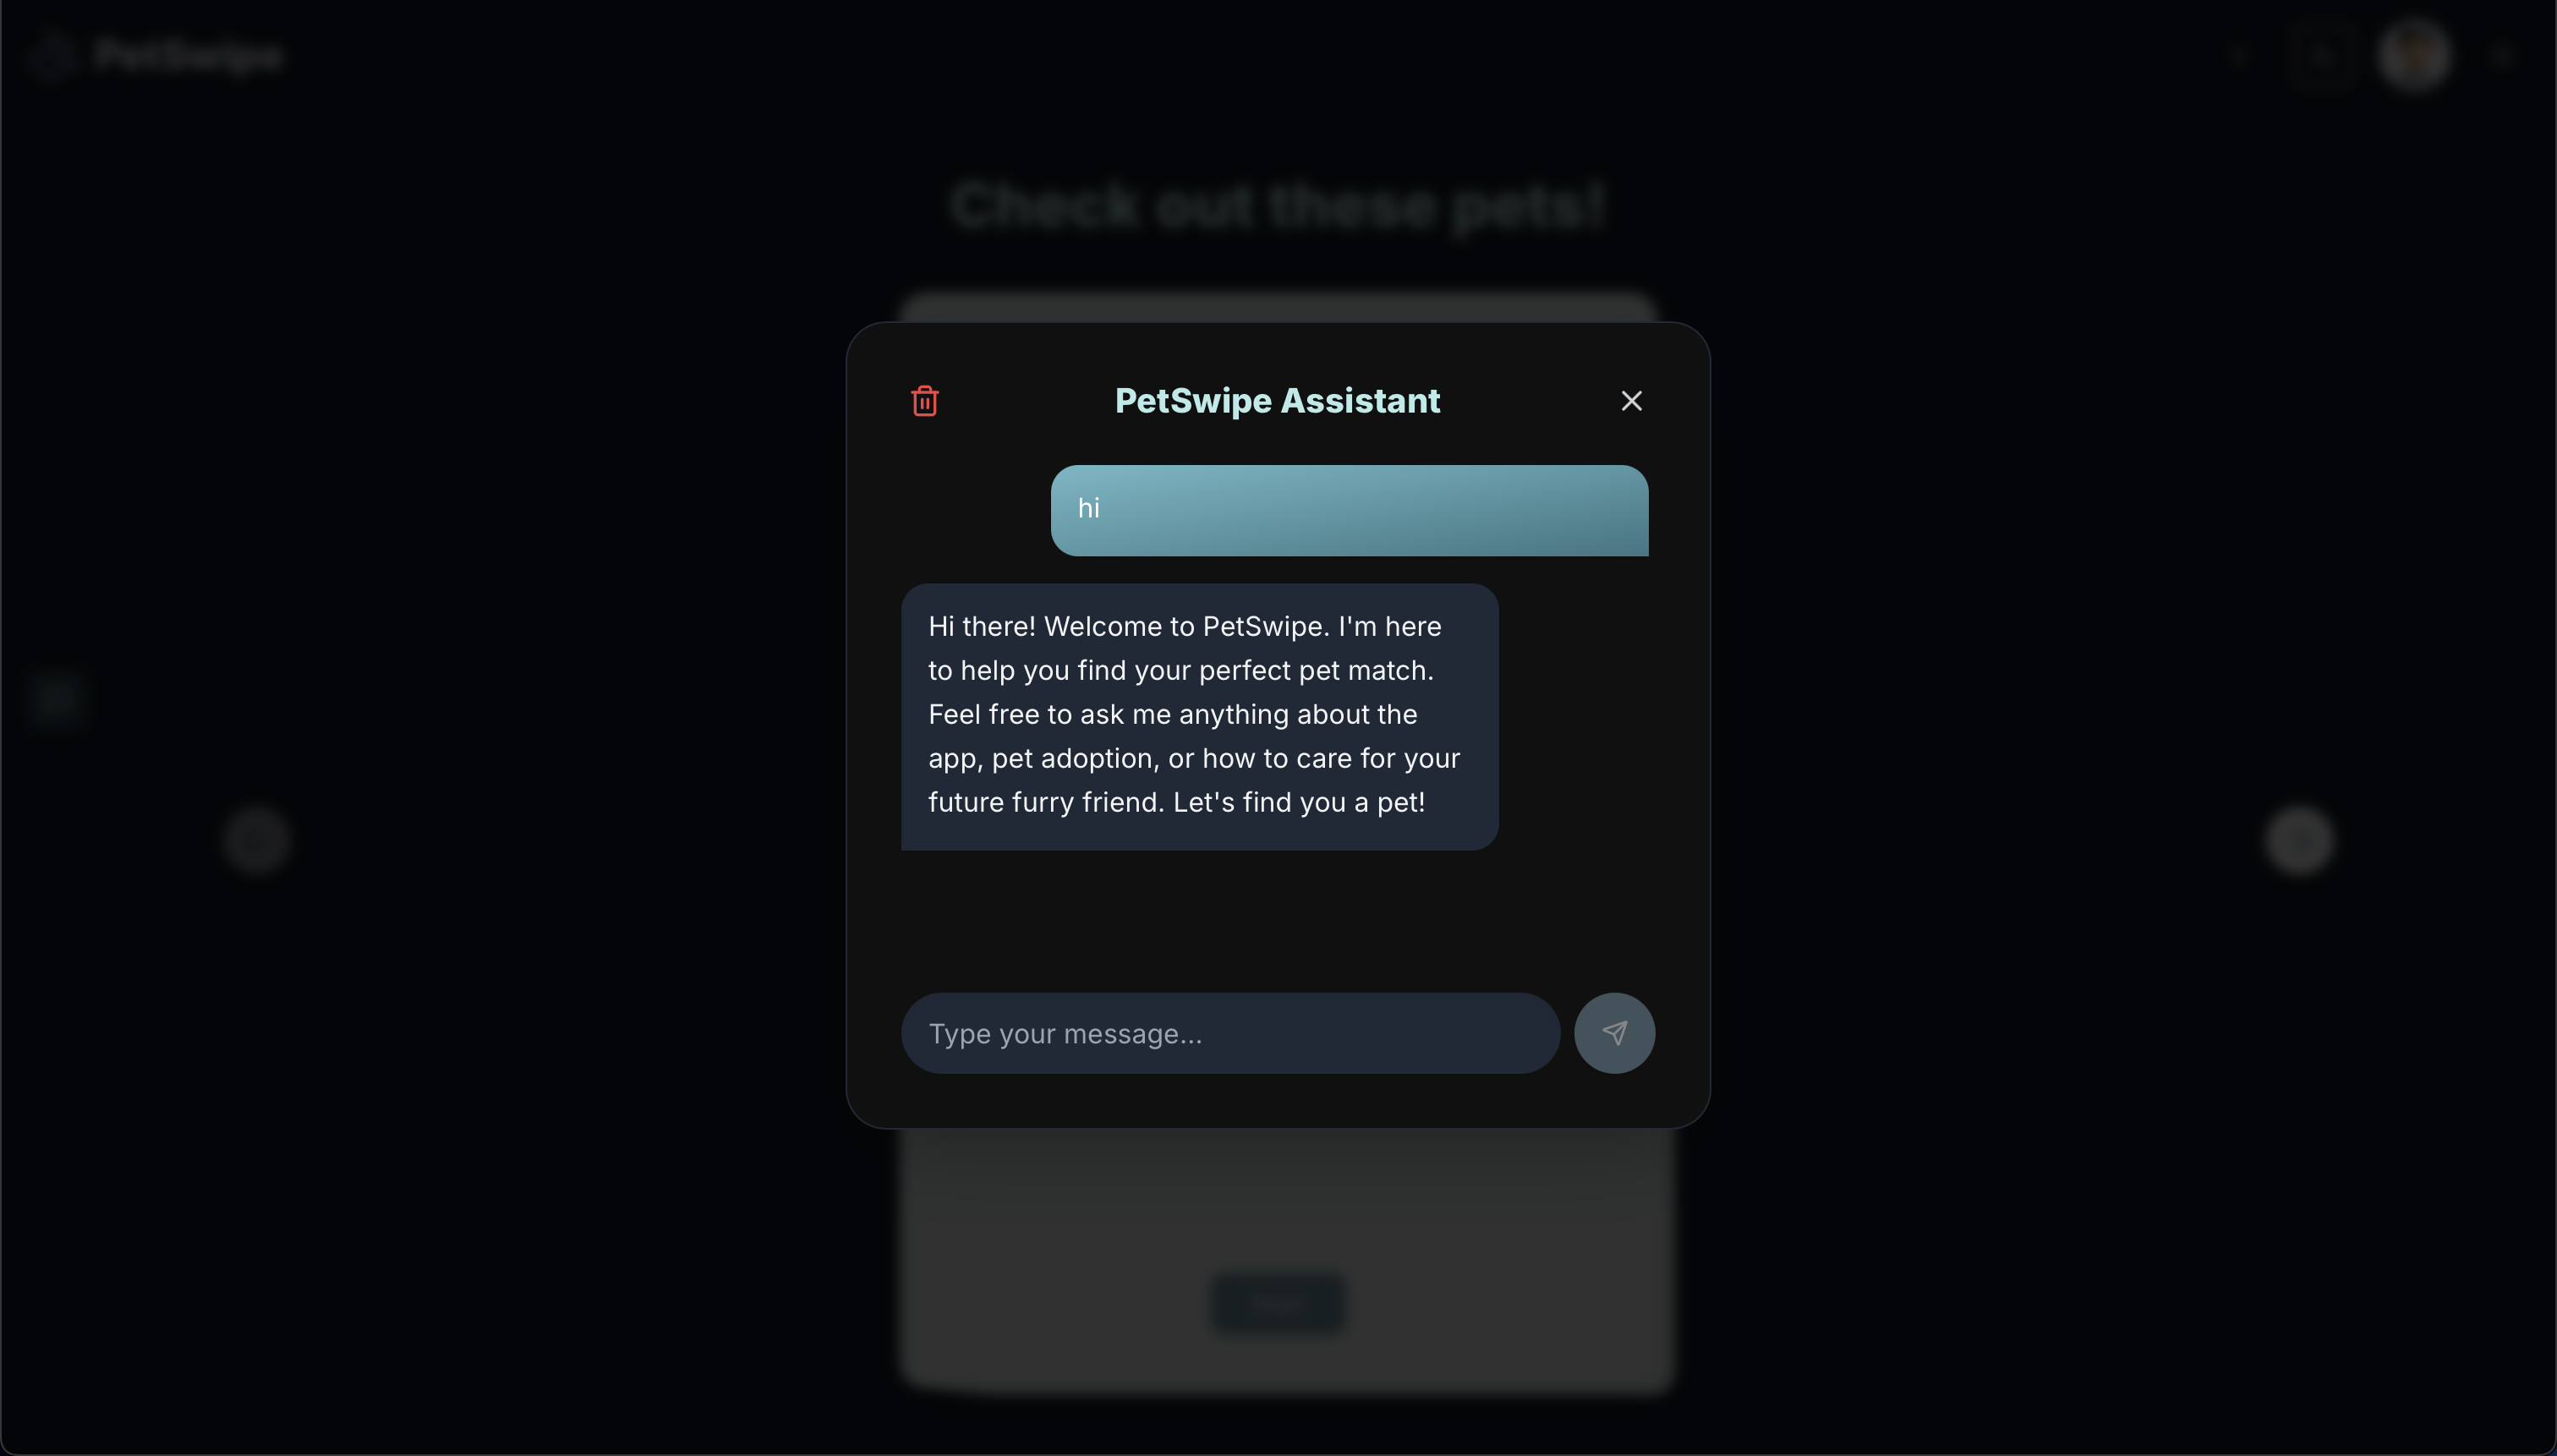 PetSwipe
Check out these pets!
PetSwipe Assistant
hi
Hi there! Welcome to PetSwipe. I'm here
to help you find your perfect pet match.
Feel free to ask me anything about the
app, pet adoption, or how to care for your
future furry friend. Let's find you a pet!
Type your message...